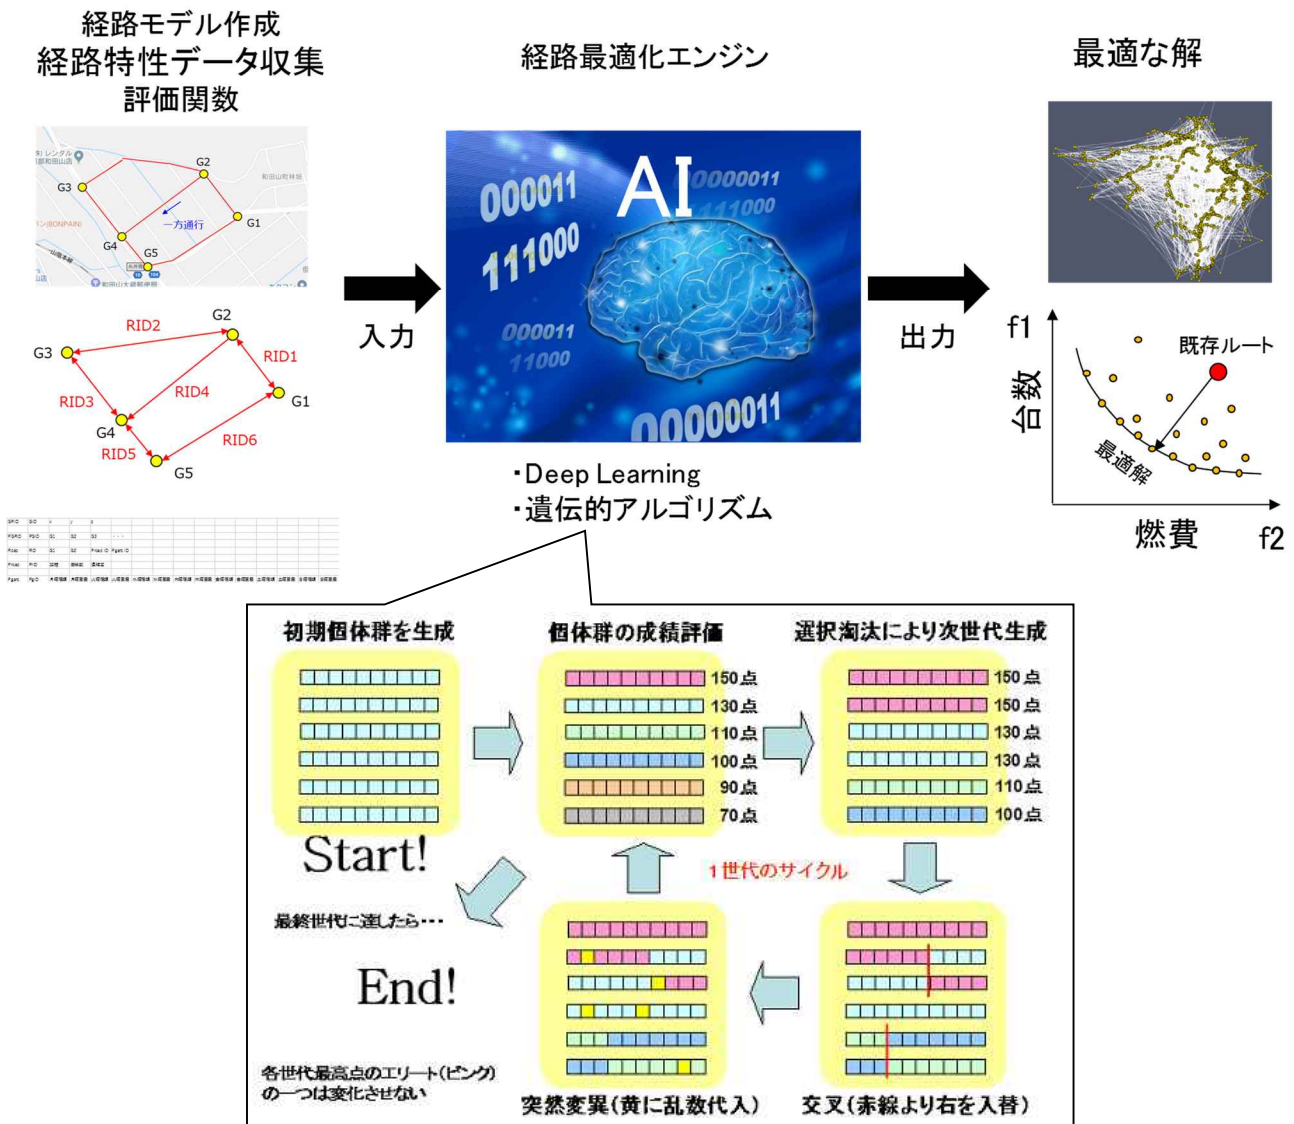 経路モデル作成
経路特性データ収集
評価関数
経路最適化エンジン
最適な解
G2
G3
G1
一方通行
G4
G5
和田山町林垣
(BONPAIN)
山陰本線
入力
AI
000011
0000011
111000
111000
000011
11000
00000011
出力
G2
RID2
G3
RID1
RID4
RID3
G1
G4
RID6
RID5
G5
・Deep Learning
・遺伝的アルゴリズム
f1
既存ルート
台数
最適解
燃費
f2
初期個体群を生成
個体群の成績評価
選択淘汰により次世代生成
150点
130点
110点
100点
90点
70点
150点
150点
130点
130点
110点
100点
Start!
1世代のサイクル
最終世代に達したら・・・
End!
各世代最高点のエリート(ピンク)
の一つは変化させない
突然変異(黄に乱数代入)
交叉(赤線より右を入替)